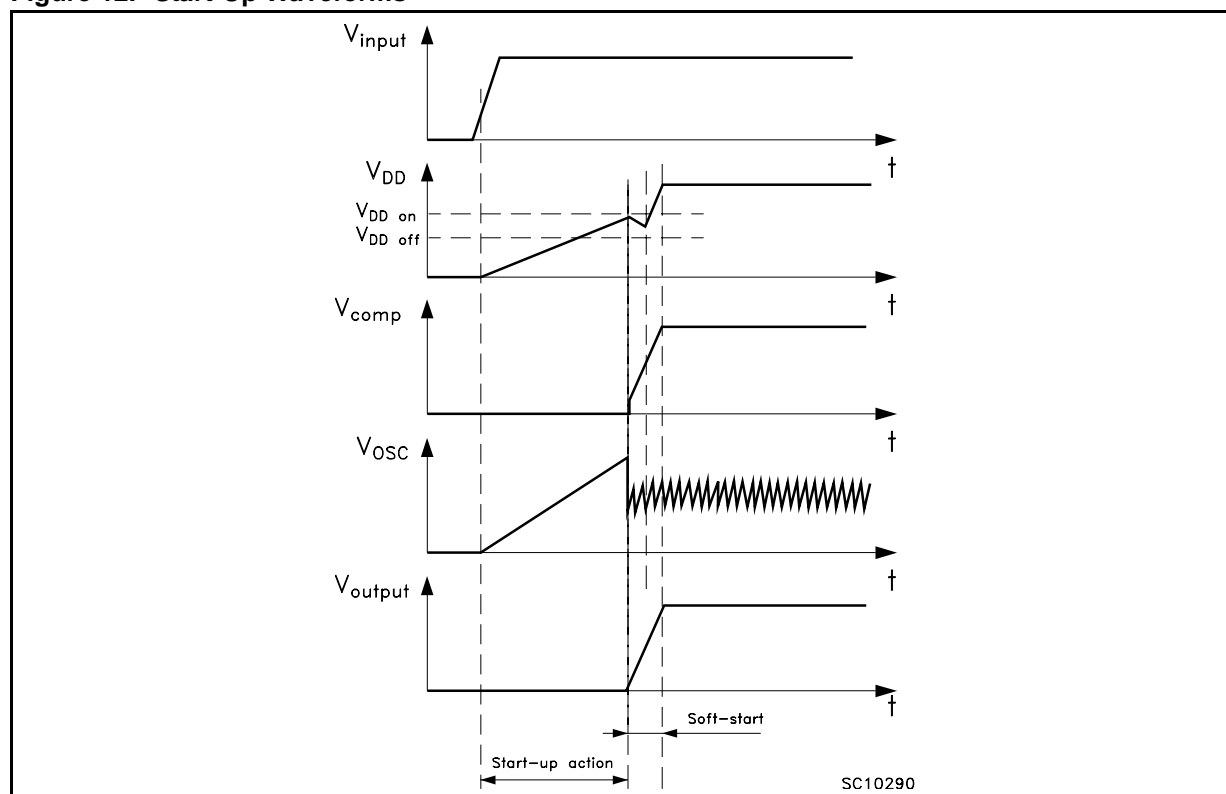 Figure 12. Start-Up Waveforms
Vinput
t
VDD
VDD on
VDD off
t
Vcomp
t
VOSC
t
Voutput
t
Soft-start
Start-up action
SC10290